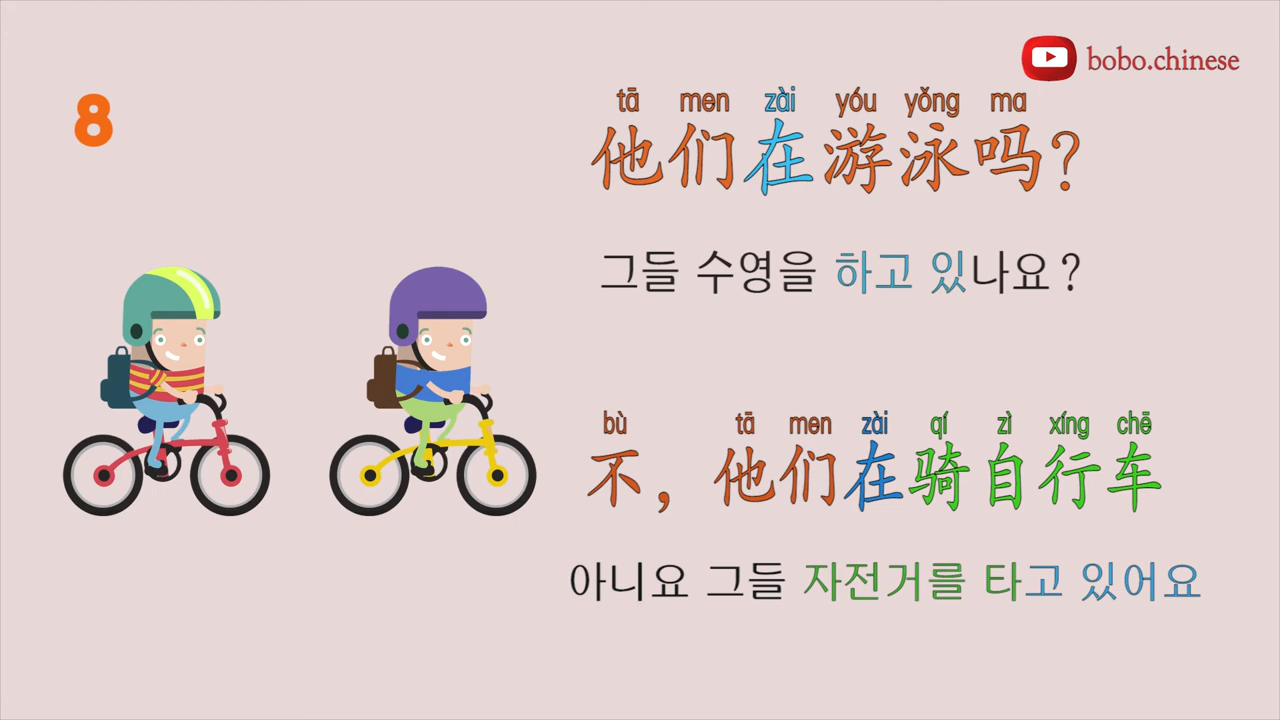 bobo.chinese
8
tā men zài yóu yǒng ma
他们在游泳吗?
그들 수영을 하고 있나요?
bù tā men zài qí zì xíng chē
不，他们在骑自行车
아니요 그들 자전거를 타고 있어요